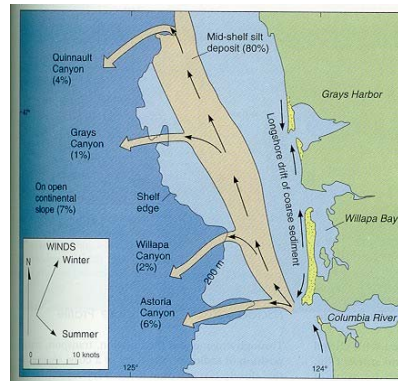 Mid-shelf silt
deposit (80%)
Quinnault
Canyon
(4%)
Grays Harbor
47°
Grays
Canyon
(1%)
Longshore drift of coarse sediment
On open
continental
slope (7%)
Shelf
edge
Willapa Bay
WINDS
N
Winter
Summer
0 10 knots
Willapa
Canyon
(2%)
200 m
Astoria
Canyon
(6%)
Columbia River
125°
124°